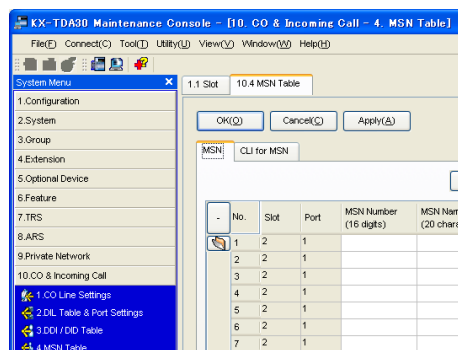 KX-TDA30 Maintenance Console - [10. CO & Incoming Call - 4. MSN Table]
File(F) Connect(C) Tool(T) Utility(U) View(V) Window(W) Help(H)
System Menu X 1.1 Slot 10.4 MSN Table
1.Configuration
2.System
3.Group
4.Extension
5.Optional Device
6.Feature
7.TRS
8.ARS
9.Private Network
10.CO & Incoming Call
1.CO Line Settings
2.DIL Table & Port Settings
3.DDI / DID Table
4.MSN Table
OK(O) Cancel(C) Apply(A)
MSN CLI for MSN
- No. Slot Port MSN Number (16 digits) MSN
1 2 1
2 2 1
3 2 1
4 2 1
5 2 1
6 2 1
7 2 1